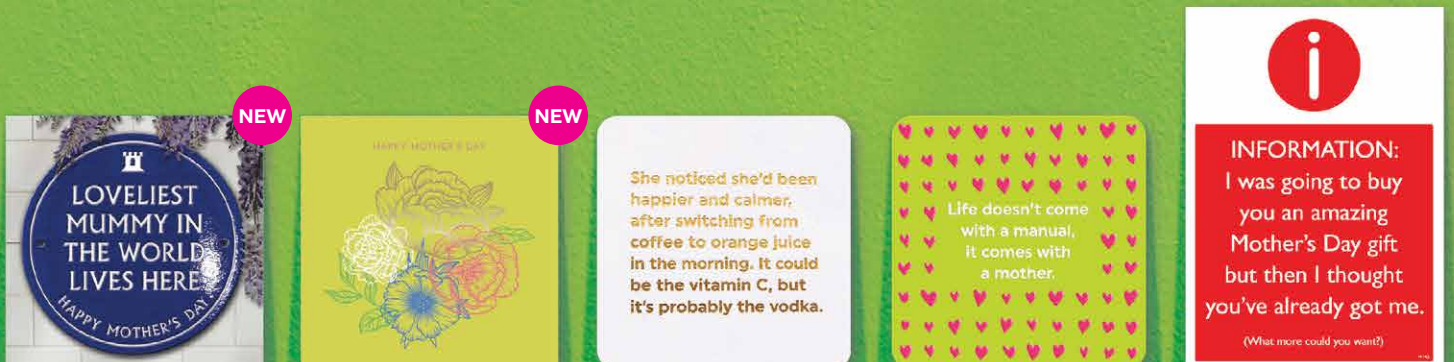 NEW
LOVELIEST
MUMMY IN
THE WORLD
LIVES HERE
HAPPY MOTHER'S DAY
NEW
HAPPY MOTHER'S DAY
She noticed she'd been
happier and calmer,
after switching from
coffee to orange juice
in the morning. It could
be the vitamin C, but
it's probably the vodka.
Life doesn't come
with a manual,
it comes with
a mother.
i
INFORMATION:
I was going to buy
you an amazing
Mother's Day gift
but then I thought
you've already got me.
(What more could you want?)